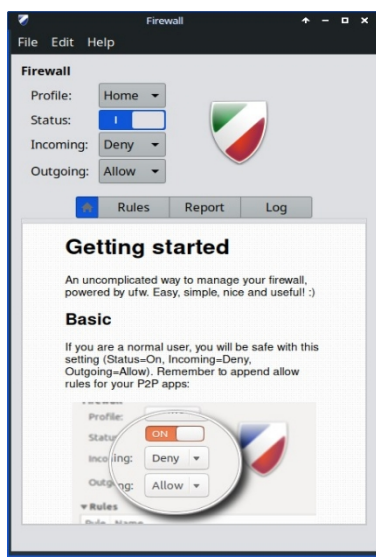 Firewall
File Edit Help
Firewall
Profile: Home
Status:
Incoming: Deny
Outgoing: Allow
Rules Report Log
Getting started
An uncomplicated way to manage your firewall,
powered by ufw. Easy, simple, nice and useful! :)
Basic
If you are a normal user, you will be safe with this
setting (Status=On, Incoming=Deny,
Outgoing=Allow). Remember to append allow
rules for your P2P apps:
Profile:
ON
Deny
Allow
Rules